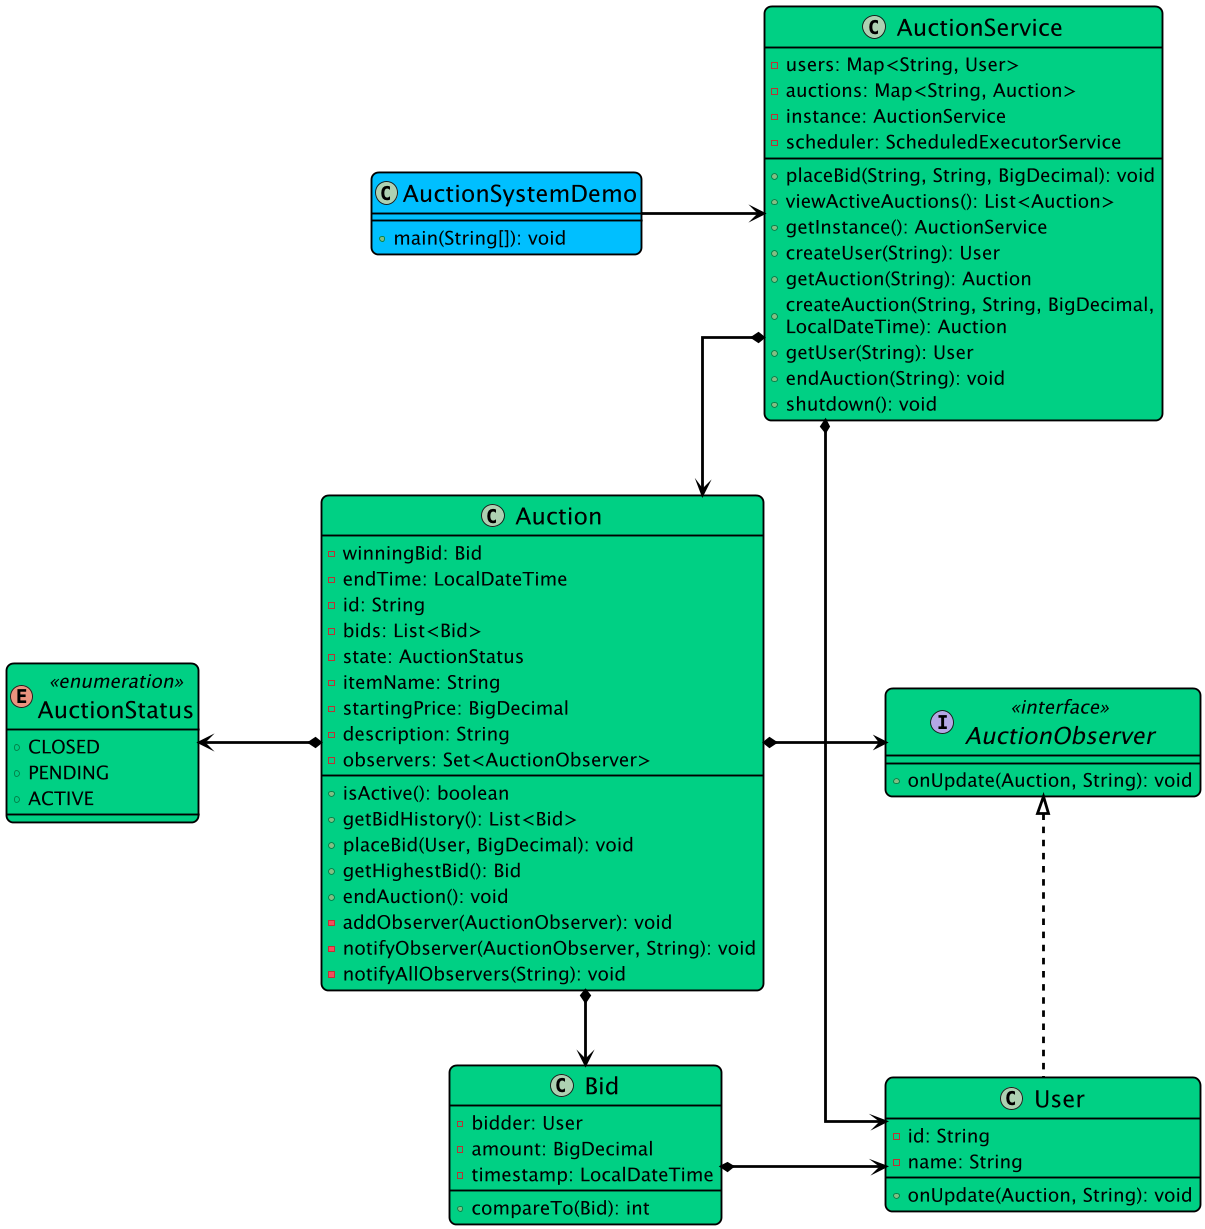 C AuctionService
users: Map<String, User>
auctions: Map<String, Auction>
instance: AuctionService
scheduler: ScheduledExecutorService
placeBid(String, String, BigDecimal): void
viewActiveAuctions(): List<Auction>
getInstance(): AuctionService
createUser(String): User
getAuction(String): Auction
createAuction(String, String, BigDecimal,
LocalDateTime): Auction
getUser(String): User
endAuction(String): void
shutdown(): void
C AuctionSystemDemo
main(String[]): void
C Auction
winningBid: Bid
endTime: LocalDateTime
id: String
bids: List<Bid>
state: AuctionStatus
itemName: String
startingPrice: BigDecimal
description: String
observers: Set<AuctionObserver>
isActive(): boolean
getBidHistory(): List<Bid>
placeBid(User, BigDecimal): void
getHighestBid(): Bid
endAuction(): void
addObserver(AuctionObserver): void
notifyObserver(AuctionObserver, String): void
notifyAllObservers(String): void
«enumeration»
E AuctionStatus
CLOSED
PENDING
ACTIVE
«interface»
I AuctionObserver
onUpdate(Auction, String): void
C Bid
bidder: User
amount: BigDecimal
timestamp: LocalDateTime
compareTo(Bid): int
C User
id: String
name: String
onUpdate(Auction, String): void